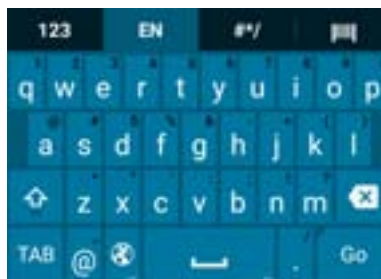 123 EN #*/
q w e r t y u i o p
a s d f g h j k l
z x c v b n m
TAB @ . Go